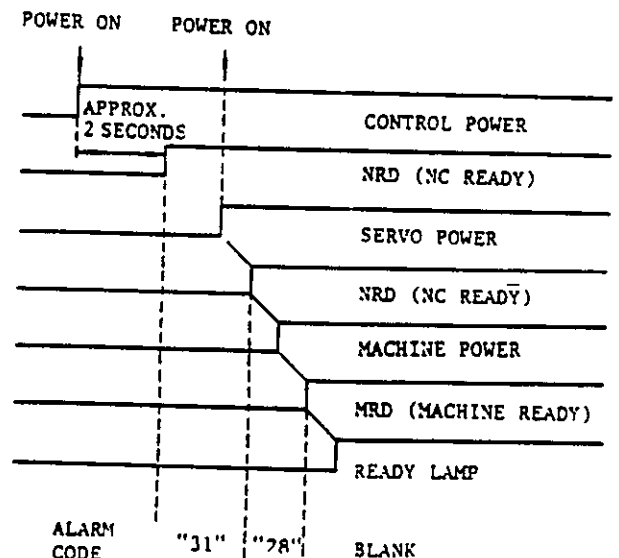 POWER ON POWER ON
APPROX.
2 SECONDS
CONTROL POWER
NRD (NC READY)
SERVO POWER
NRD (NC READY̅)
MACHINE POWER
MRD (MACHINE READY)
READY LAMP
ALARM
CODE "31" "28" BLANK